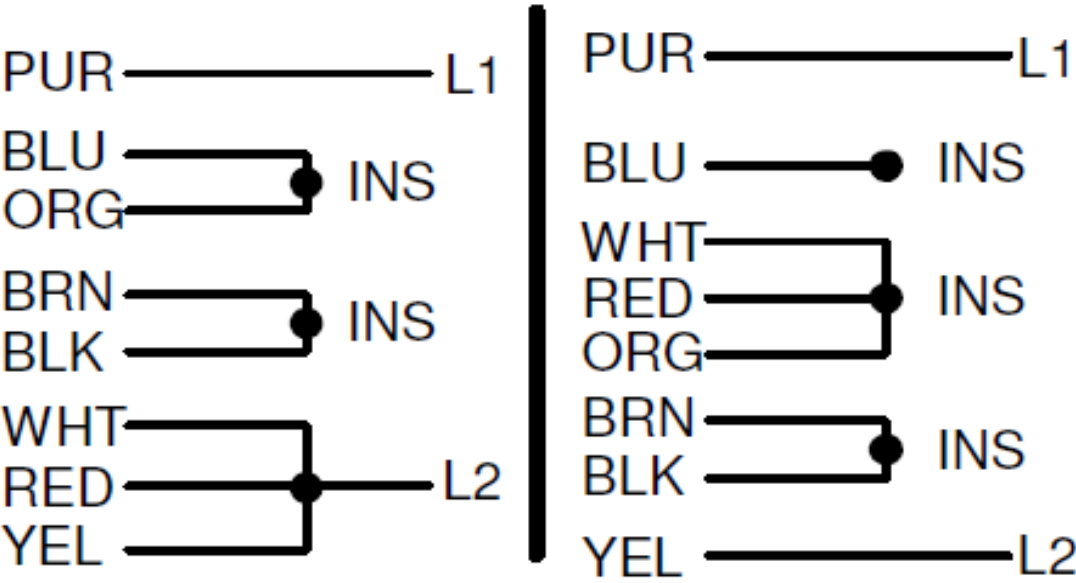 PUR L1
BLU
ORG
INS
BRN
BLK
INS
WHT
RED L2
YEL
PUR L1
BLU INS
WHT
RED INS
ORG
BRN
BLK
INS
YEL L2